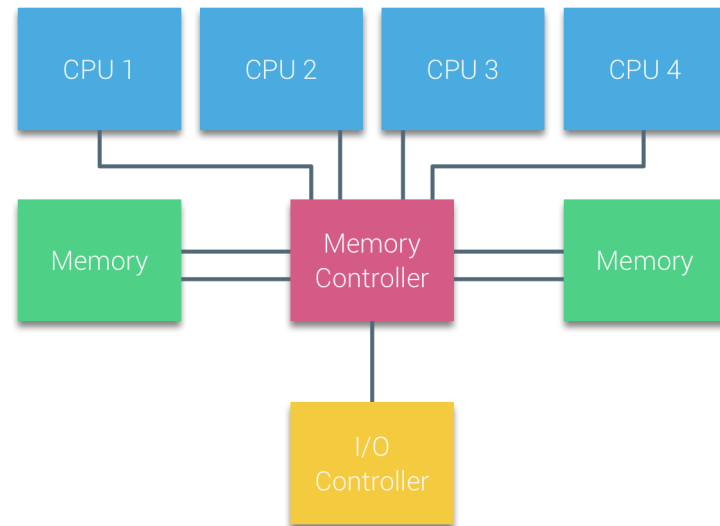 CPU 1
CPU 2
CPU 3
CPU 4
Memory
Memory
Controller
Memory
I/O
Controller